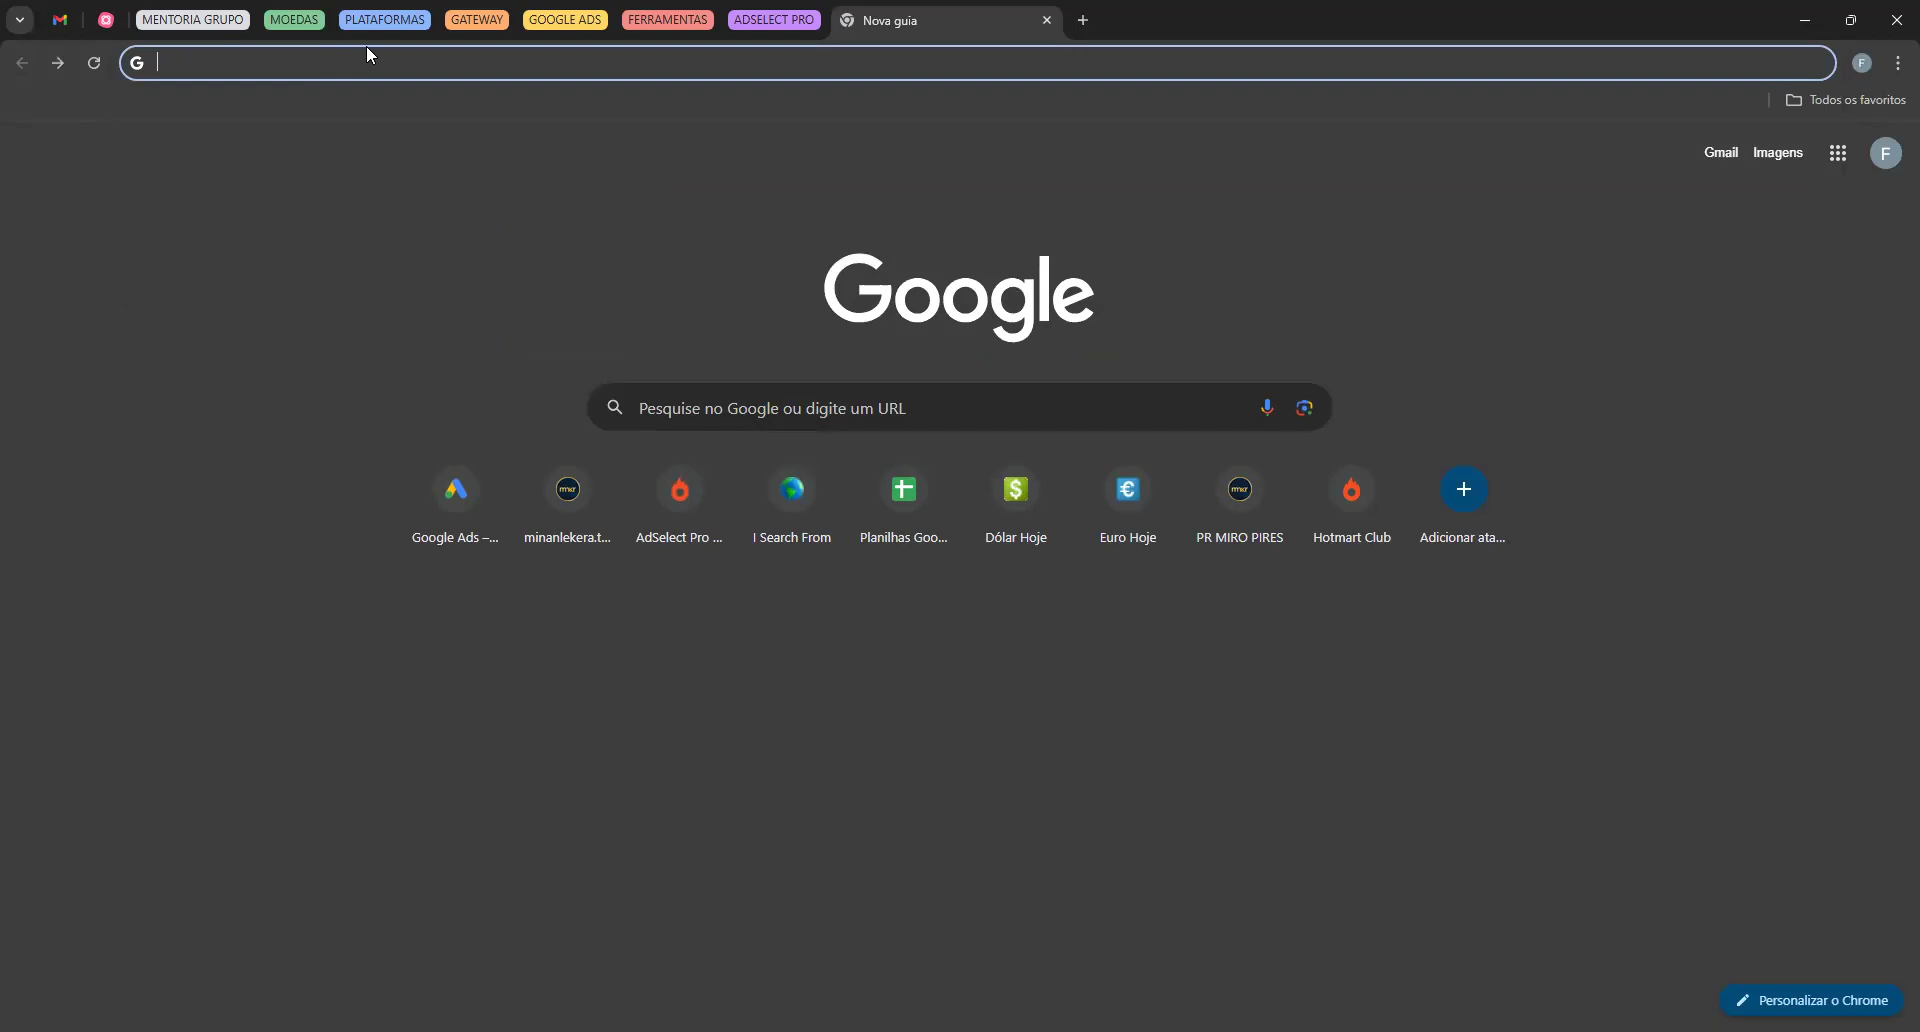 MENTORIA GRUPO MOEDAS PLATAFORMAS GATEWAY GOOGLE ADS FERRAMENTAS ADSELECT PRO Nova guia
F
Todos os favoritos
Gmail Imagens F
Google
Pesquise no Google ou digite um URL
Google Ads –... minanlekera.t... AdSelect Pro ... I Search From Planilhas Goo... Dólar Hoje Euro Hoje PR MIRO PIRES Hotmart Club Adicionar ata...
Personalizar o Chrome